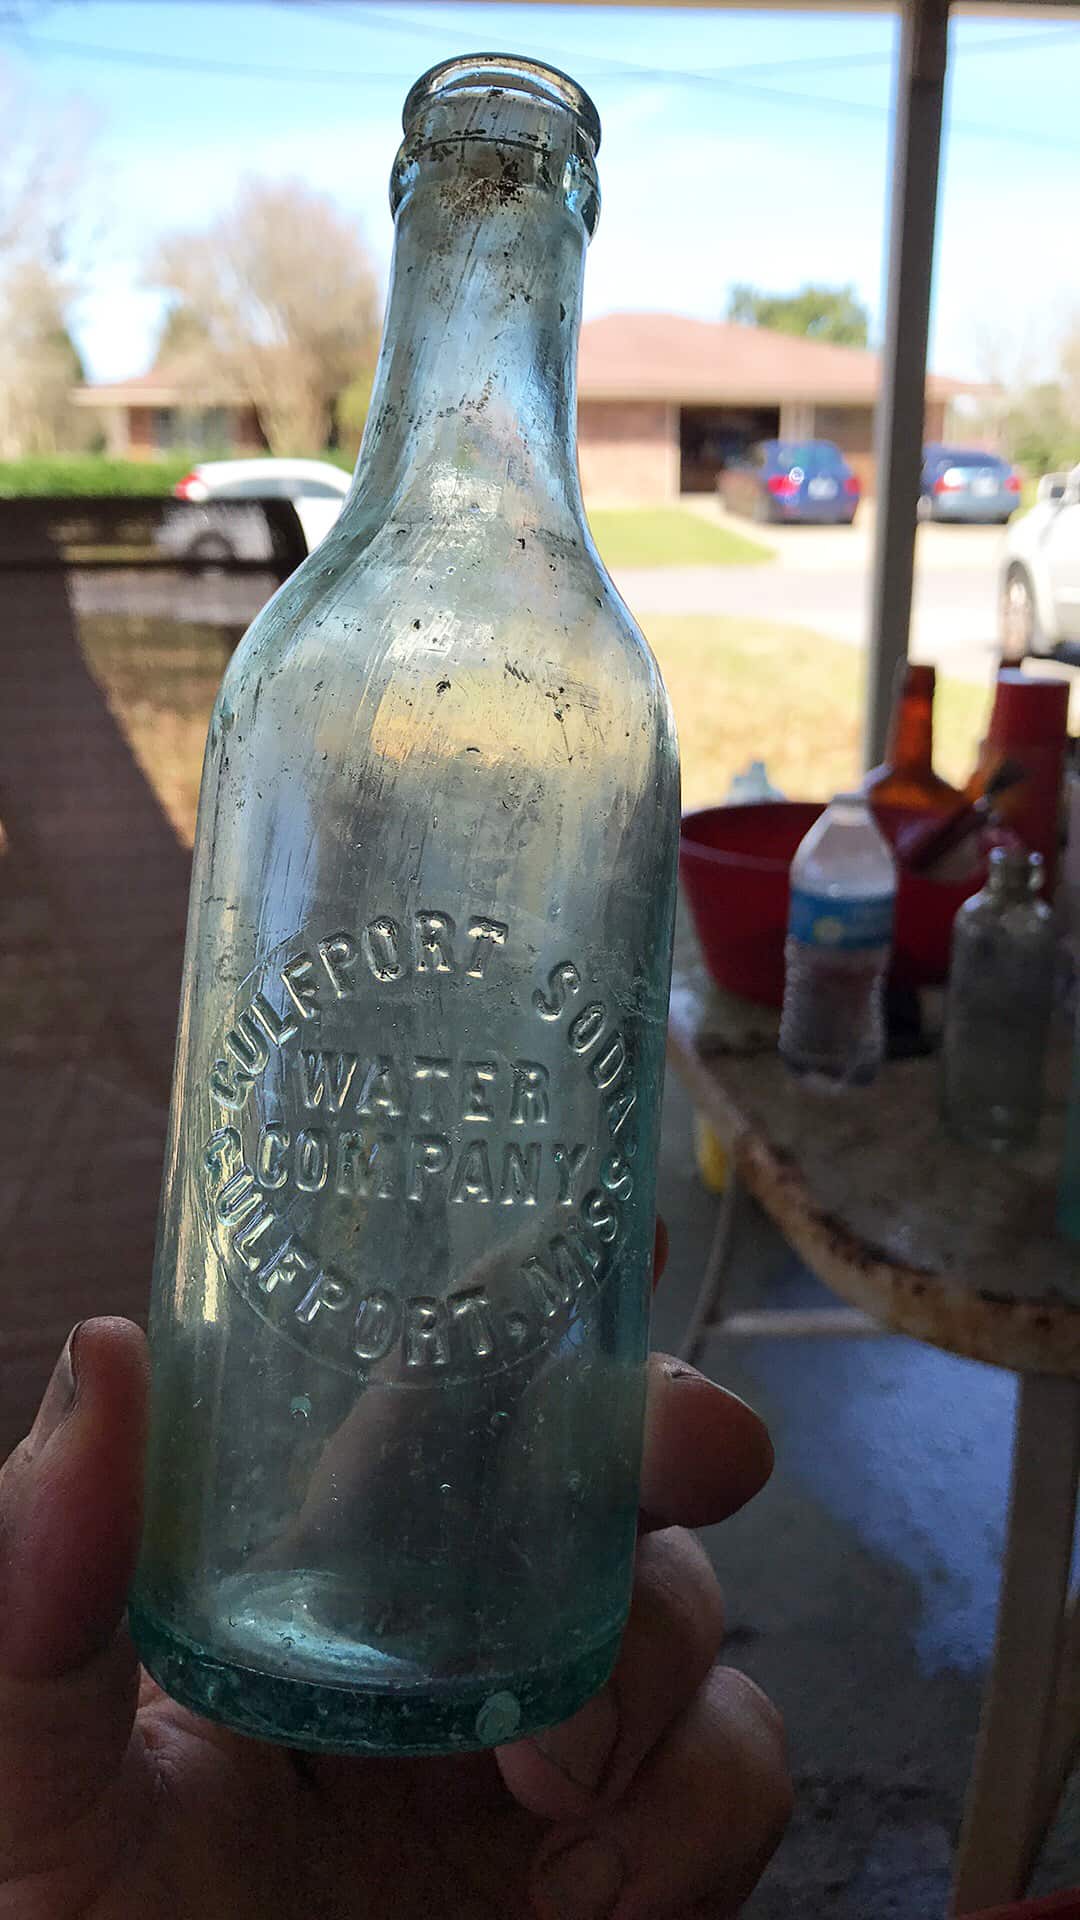 GULFPORT SODA
WATER
COMPANY
GULFPORT, MISS